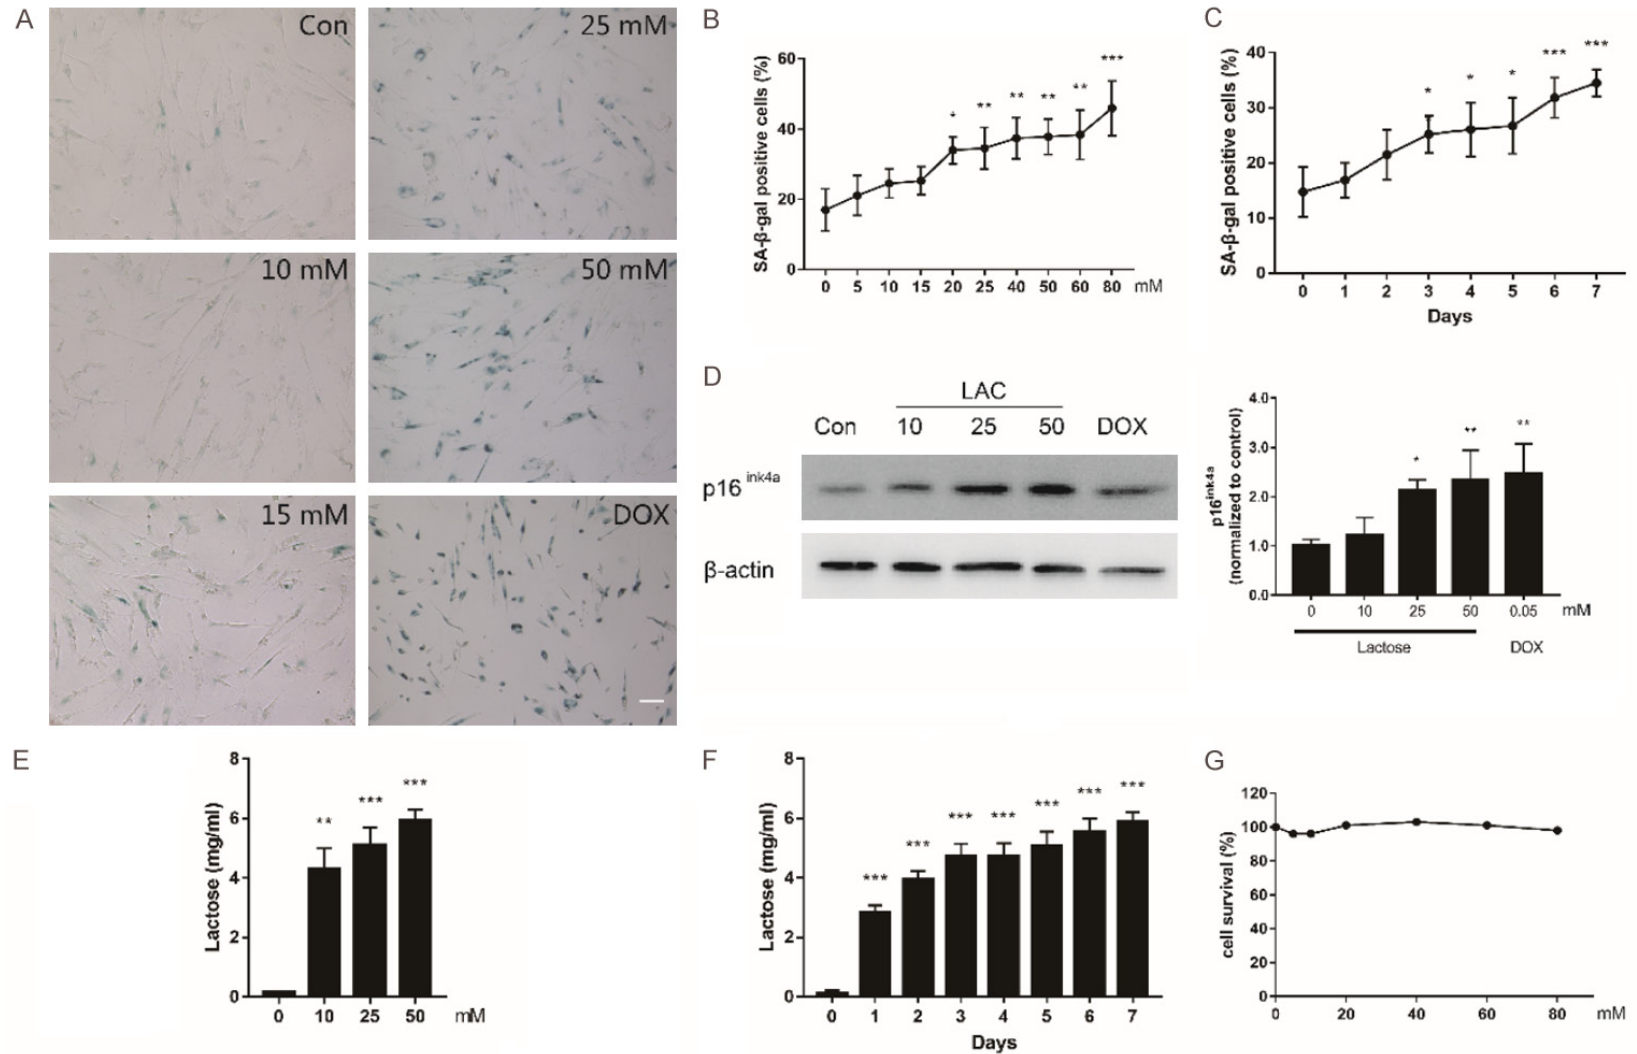 A
Con
25 mM
10 mM
50 mM
15 mM
DOX
B
SA-β-gal positive cells (%)
60
40
20
0
* ** ** ** ** ***
0 5 10 15 20 25 40 50 60 80 mM
C
SA-β-gal positive cells (%)
40
30
20
10
0
* * * *** ***
0 1 2 3 4 5 6 7
Days
D
LAC
Con 10 25 50 DOX
p16 ink4a
β-actin
p16ink4a
(normalized to control)
4.0
3.0
2.0
1.0
0.0
* ** **
0 10 25 50 0.05 mM
Lactose DOX
E
Lactose (mg/ml)
8
6
4
2
0
** *** ***
0 10 25 50 mM
F
Lactose (mg/ml)
8
6
4
2
0
*** *** *** *** *** *** ***
0 1 2 3 4 5 6 7
Days
G
cell survival (%)
120
100
80
60
40
20
0
0 20 40 60 80 mM